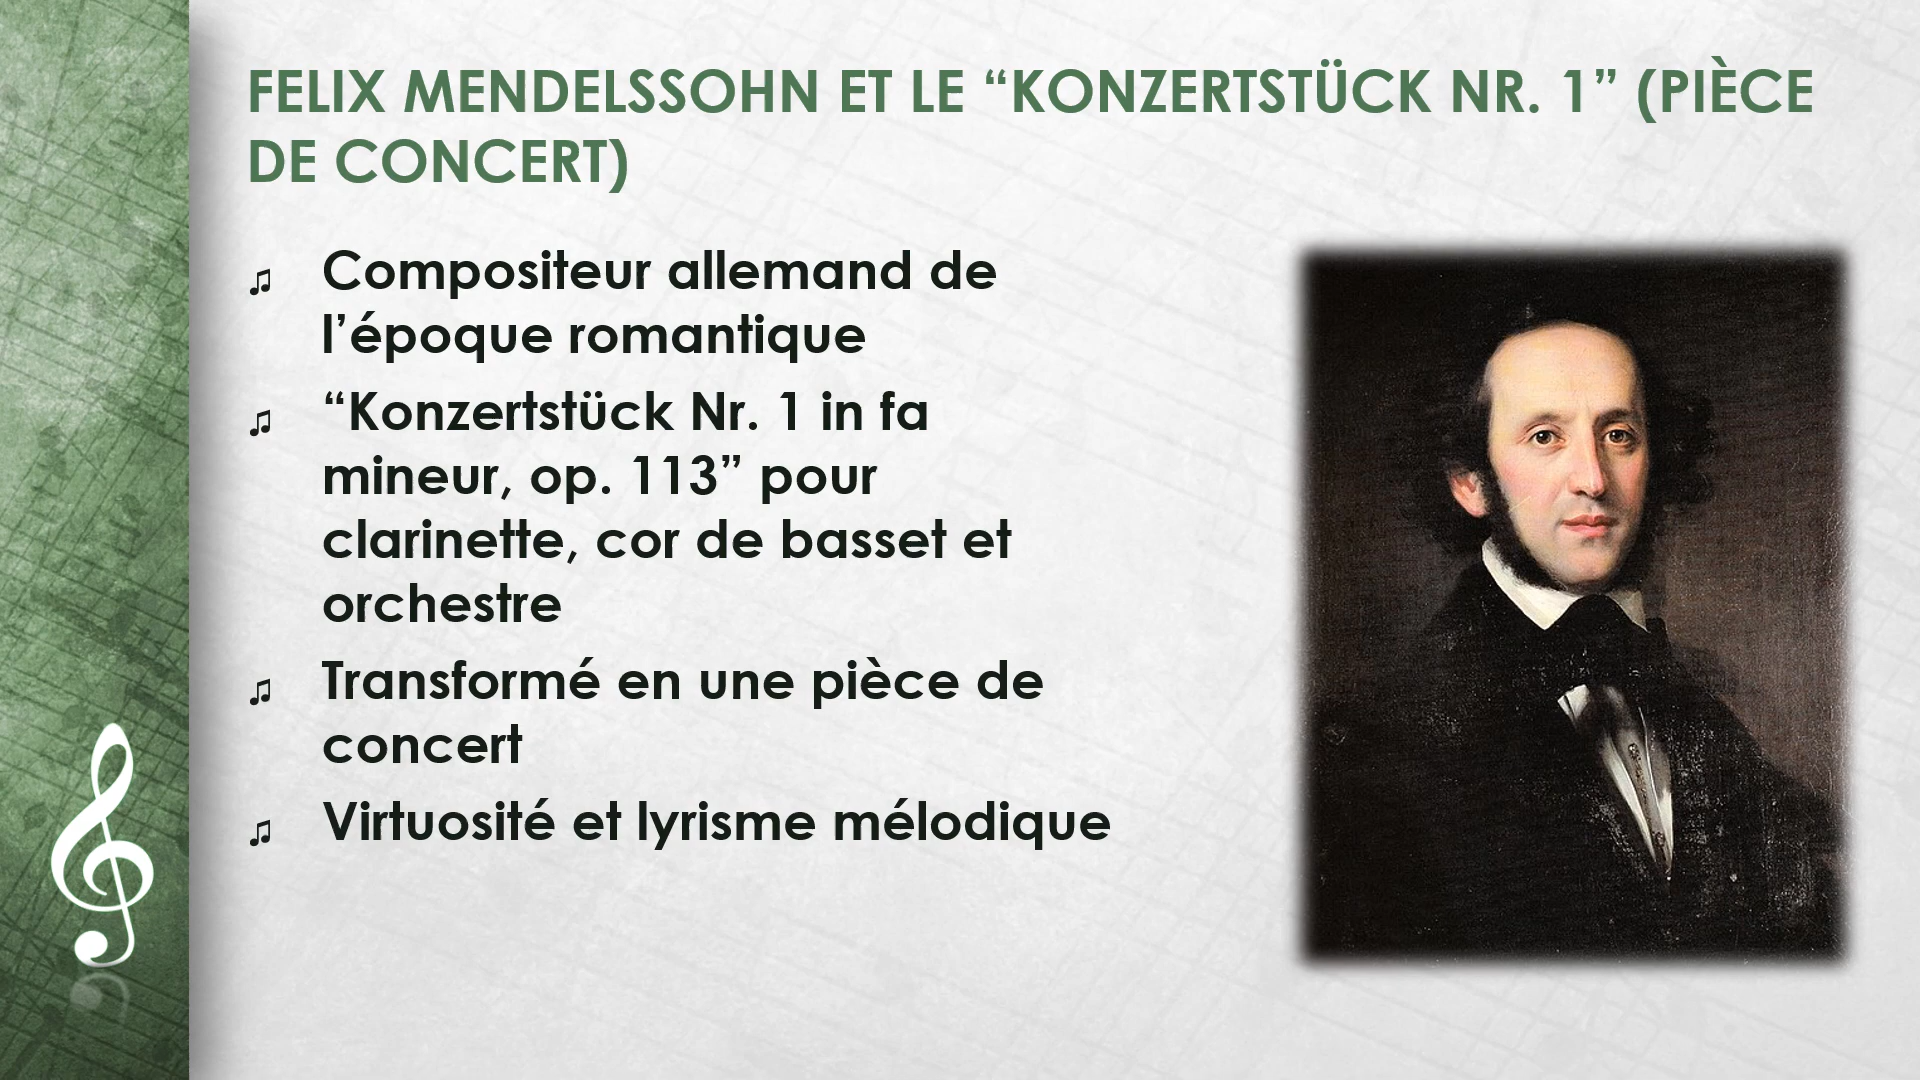 FELIX MENDELSSOHN ET LE “KONZERTSTÜCK NR. 1” (PIÈCE
DE CONCERT)
♫ Compositeur allemand de
l’époque romantique
♫ “Konzertstück Nr. 1 in fa
mineur, op. 113” pour
clarinette, cor de basset et
orchestre
♫ Transformé en une pièce de
concert
♫ Virtuosité et lyrisme mélodique